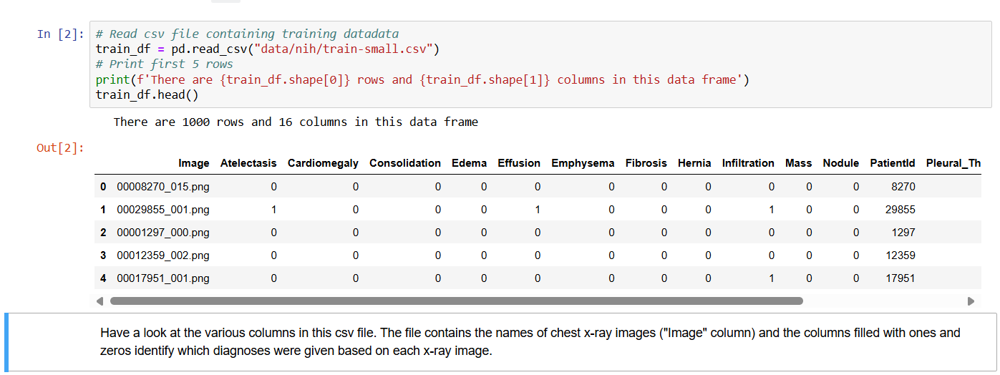 In [2]: # Read csv file containing training datadata
train_df = pd.read_csv("data/nih/train-small.csv")
# Print first 5 rows
print(f'There are {train_df.shape[0]} rows and {train_df.shape[1]} columns in this data frame')
train_df.head()
There are 1000 rows and 16 columns in this data frame
Out[2]:
Image Atelectasis Cardiomegaly Consolidation Edema Effusion Emphysema Fibrosis Hernia Infiltration Mass Nodule PatientId Pleural_Th
0 00008270_015.png 0 0 0 0 0 0 0 0 0 0 0 8270
1 00029855_001.png 1 0 0 0 1 0 0 0 1 0 0 29855
2 00001297_000.png 0 0 0 0 0 0 0 0 0 0 0 1297
3 00012359_002.png 0 0 0 0 0 0 0 0 0 0 0 12359
4 00017951_001.png 0 0 0 0 0 0 0 0 1 0 0 17951
Have a look at the various columns in this csv file. The file contains the names of chest x-ray images ("Image" column) and the columns filled with ones and
zeros identify which diagnoses were given based on each x-ray image.